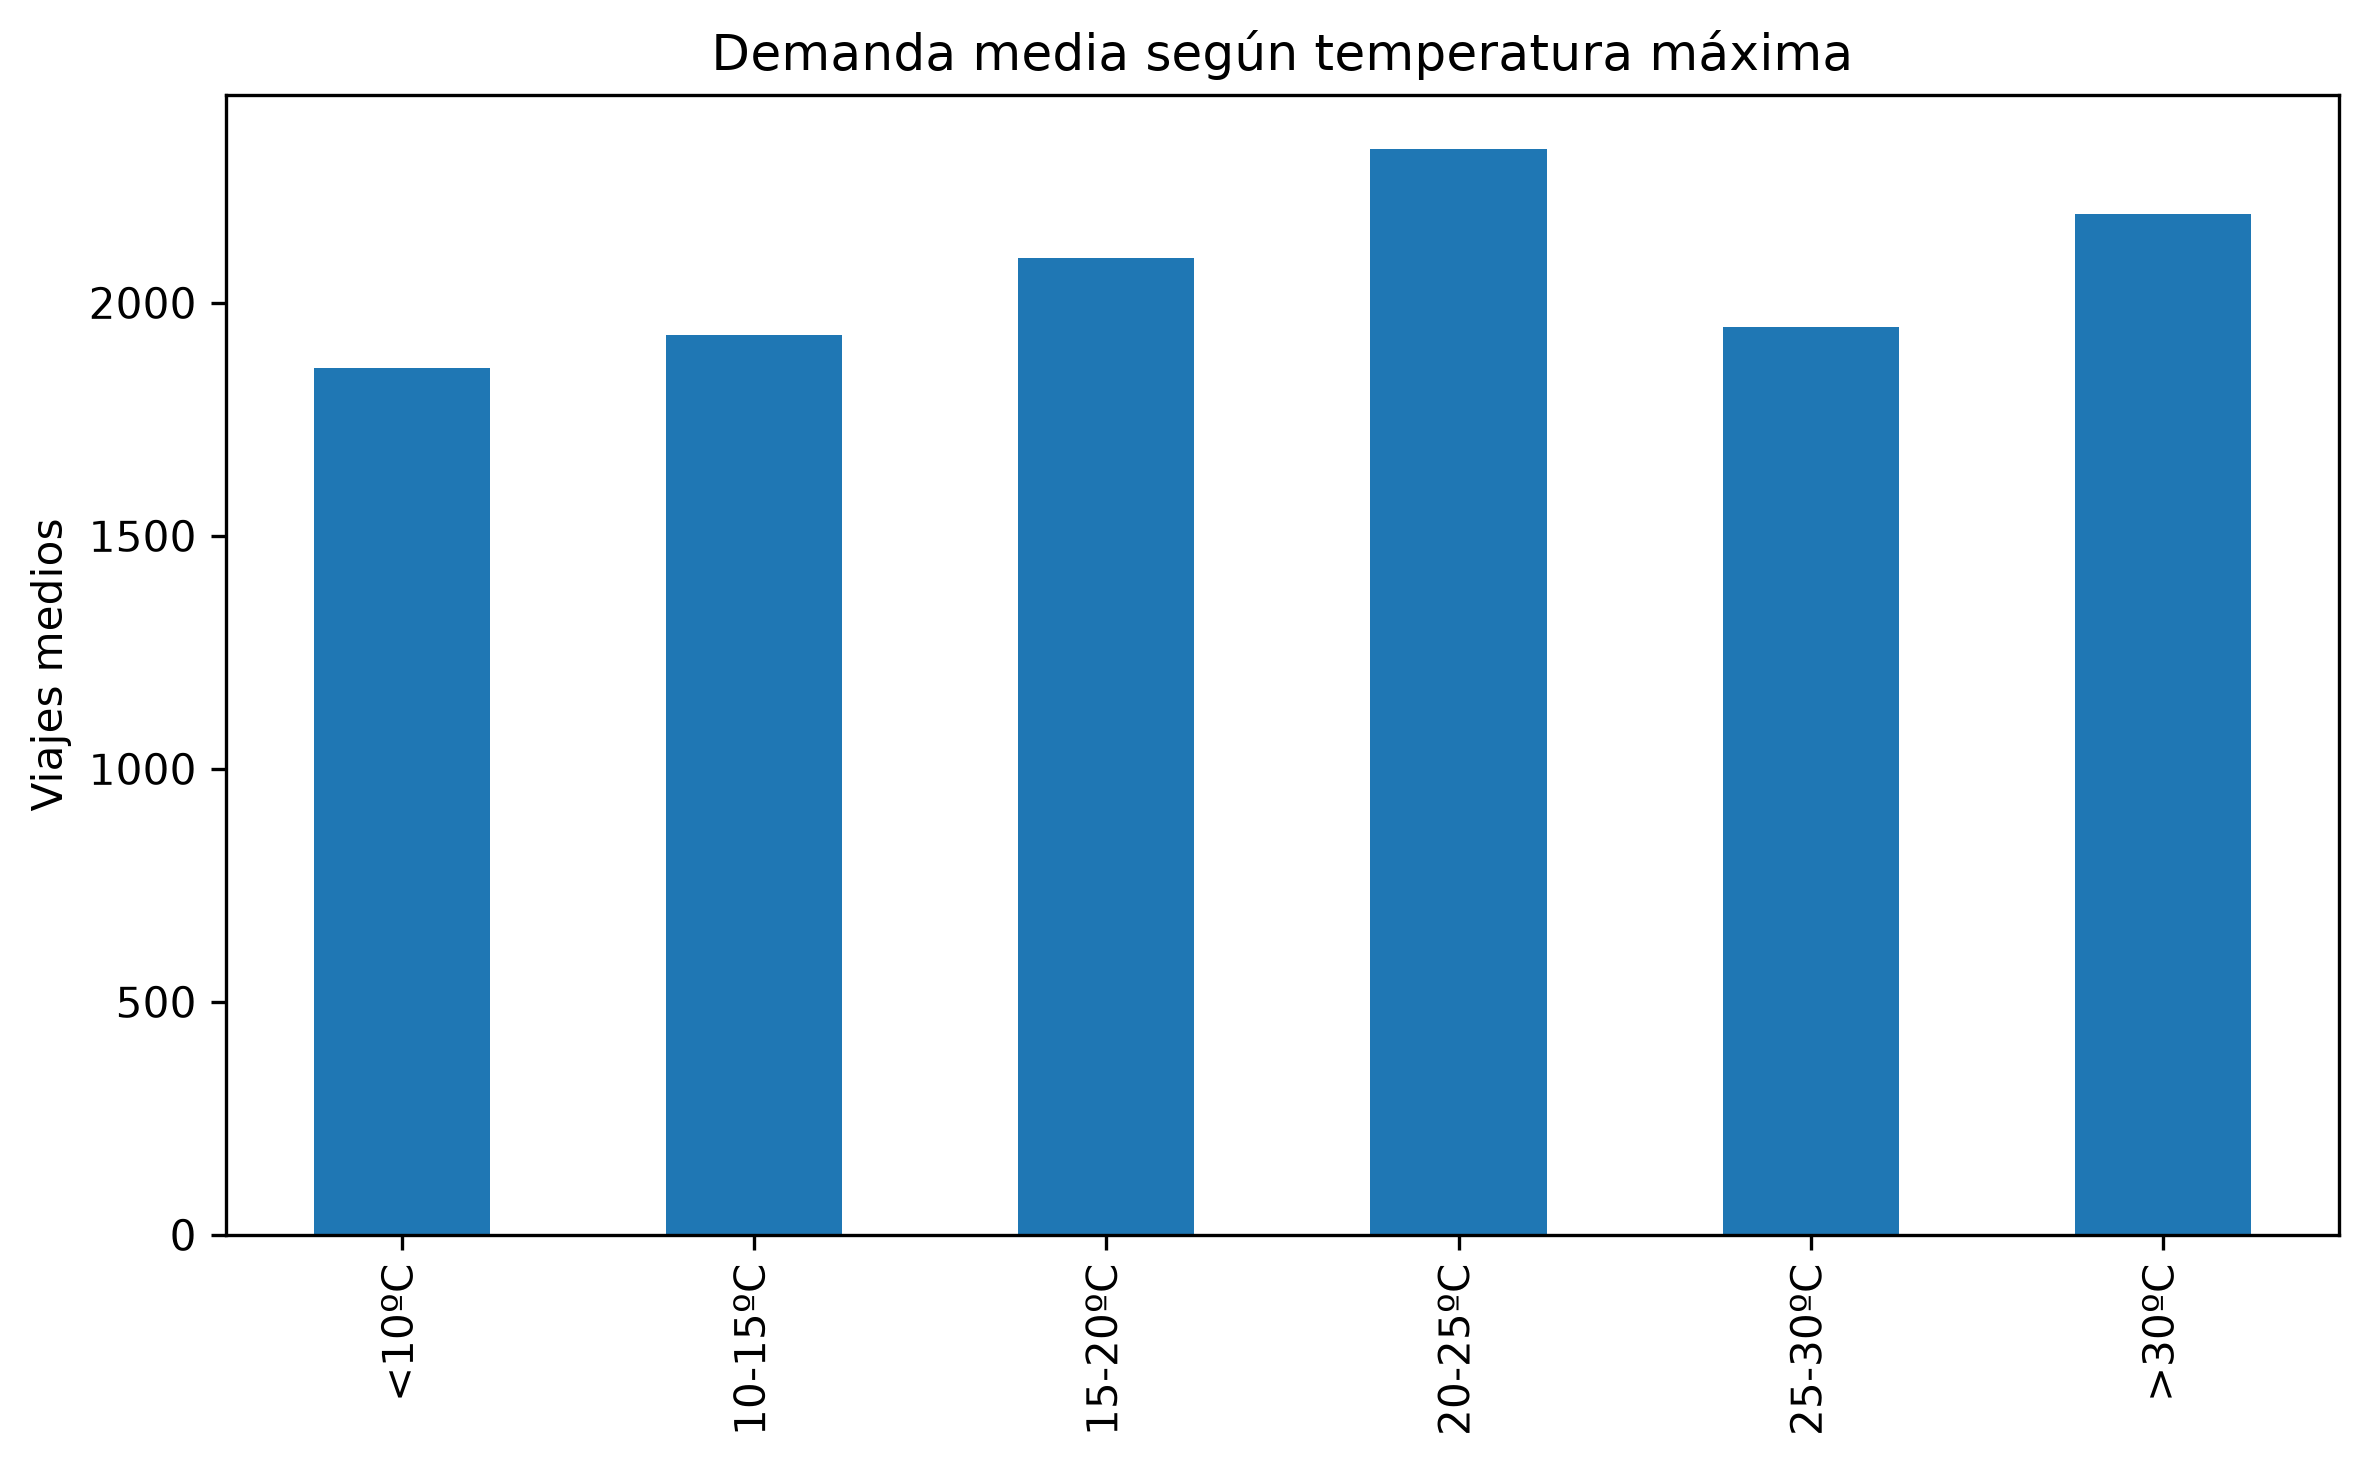 Demanda media según temperatura máxima
Viajes medios
2000
1500
1000
500
0
<10ºC
10-15ºC
15-20ºC
20-25ºC
25-30ºC
>30ºC